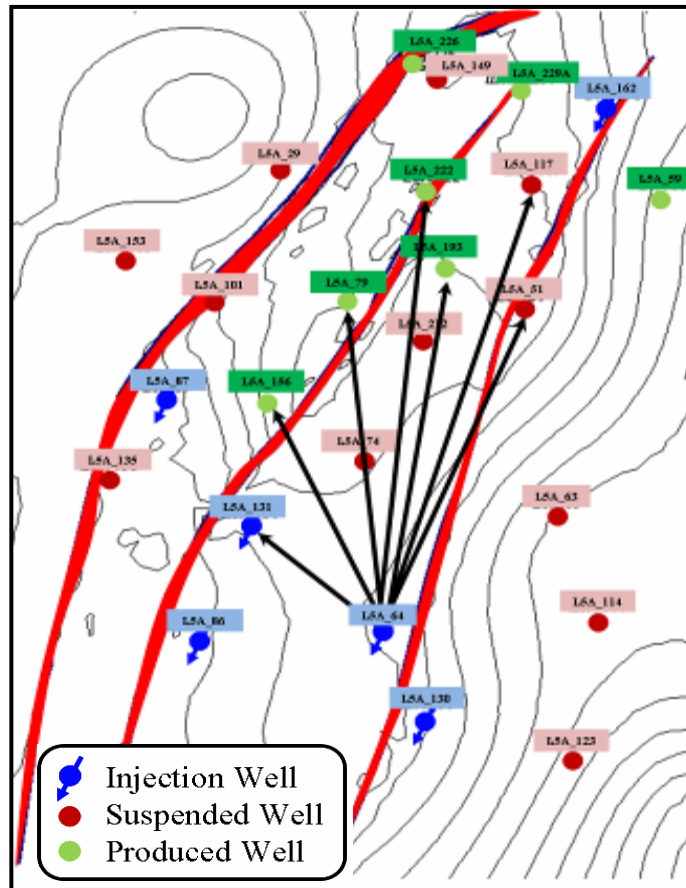 L5A_226
L5A_149
L5A_229A
L5A_162
L5A_29
L5A_117
L5A_222
L5A_59
L5A_153
L5A_193
L5A_101
L5A_79
L5A_51
L5A_212
L5A_87
L5A_156
L5A_74
L5A_135
L5A_63
L5A_131
L5A_114
L5A_86
L5A_64
L5A_130
L5A_123
Injection Well
Suspended Well
Produced Well